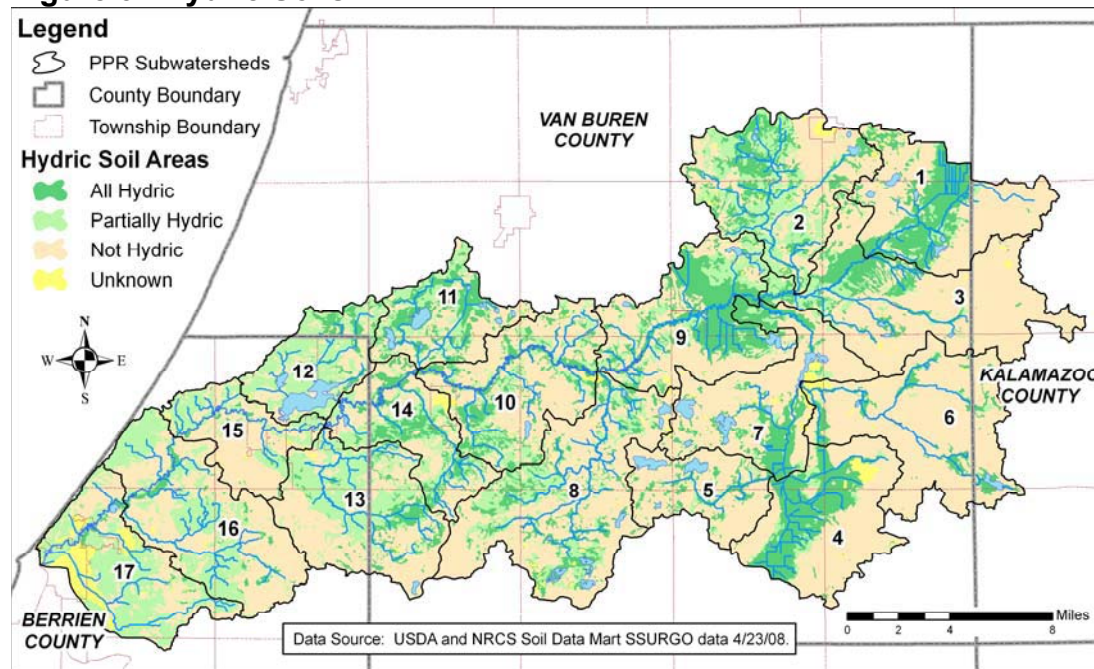 Legend
PPR Subwatersheds
County Boundary
Township Boundary
Hydric Soil Areas
All Hydric
Partially Hydric
Not Hydric
Unknown
N
W E
S
VAN BUREN
COUNTY
KALAMAZOO
COUNTY
BERRIEN
COUNTY
1
2
3
4
5
6
7
8
9
10
11
12
13
14
15
16
17
Miles
0 2 4 8
Data Source: USDA and NRCS Soil Data Mart SSURGO data 4/23/08.